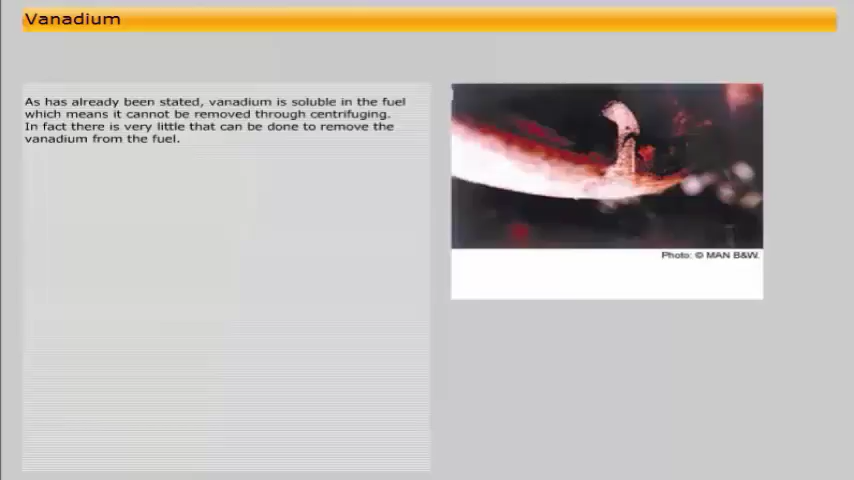 Vanadium
As has already been stated, vanadium is soluble in the fuel
which means it cannot be removed through centrifuging.
In fact there is very little that can be done to remove the
vanadium from the fuel.
Photo: © MAN B&W.